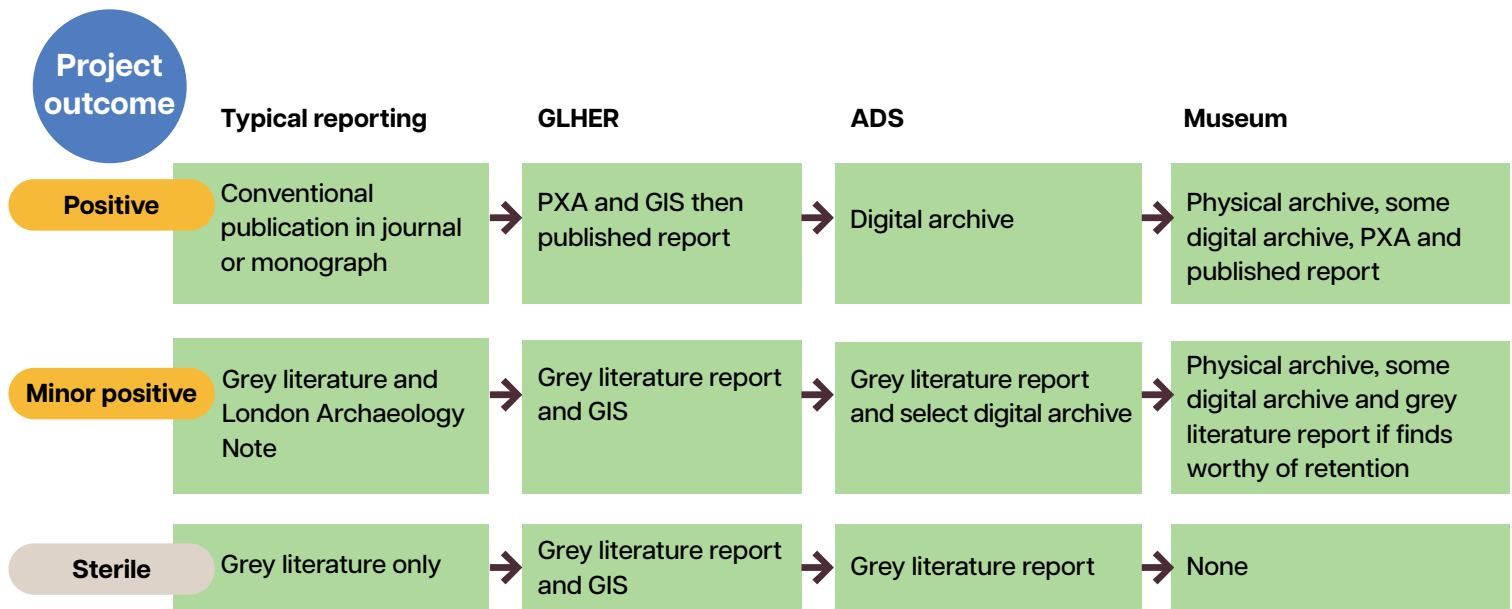 Project
outcome
Typical reporting
GLHER
ADS
Museum
Positive
Conventional
publication in journal
or monograph
PXA and GIS then
published report
Digital archive
Physical archive, some
digital archive, PXA and
published report
Minor positive
Grey literature and
London Archaeology
Note
Grey literature report
and GIS
Grey literature report
and select digital archive
Physical archive, some
digital archive and grey
literature report if finds
worthy of retention
Sterile
Grey literature only
Grey literature report
and GIS
Grey literature report
None